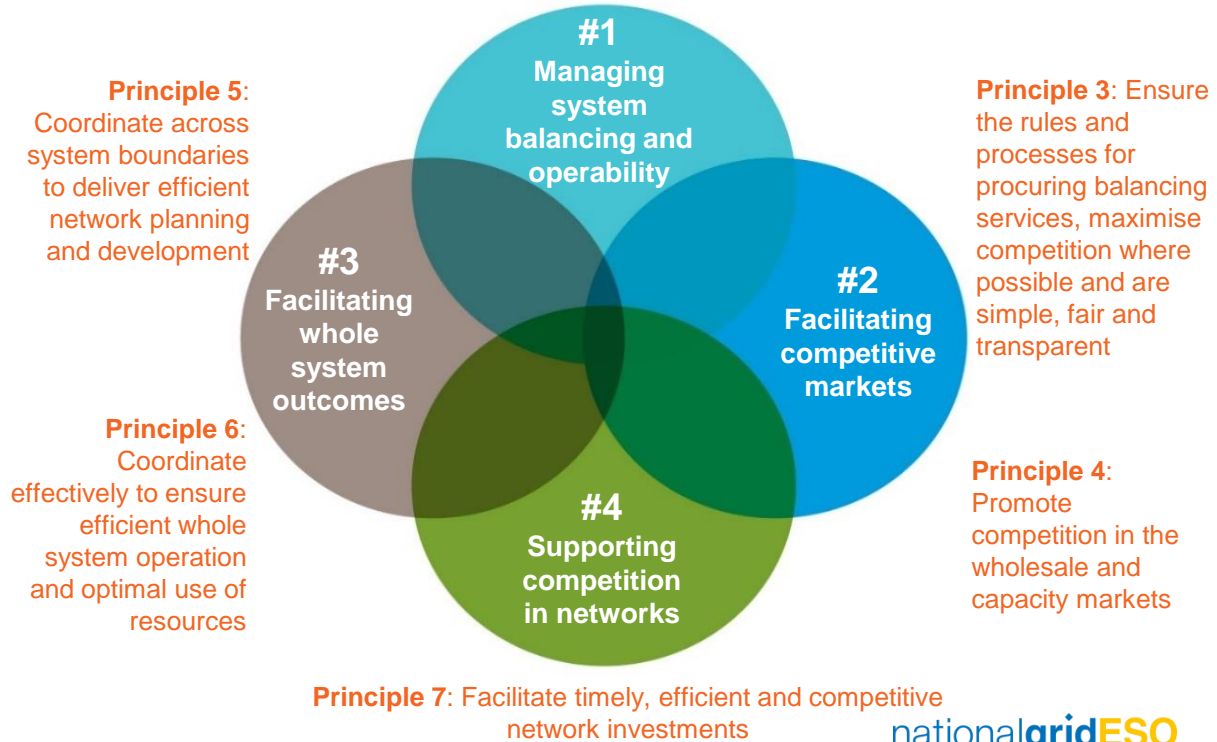 #1
Managing
system
balancing and
operability
Principle 5:
Coordinate across
system boundaries
to deliver efficient
network planning
and development
Principle 3: Ensure
the rules and
processes for
procuring balancing
services, maximise
competition where
possible and are
simple, fair and
transparent
#3
Facilitating
whole
system
outcomes
#2
Facilitating
competitive
markets
Principle 6:
Coordinate
effectively to ensure
efficient whole
system operation
and optimal use of
resources
#4
Supporting
competition
in networks
Principle 4:
Promote
competition in the
wholesale and
capacity markets
Principle 7: Facilitate timely, efficient and competitive
network investments
nationalgridESO